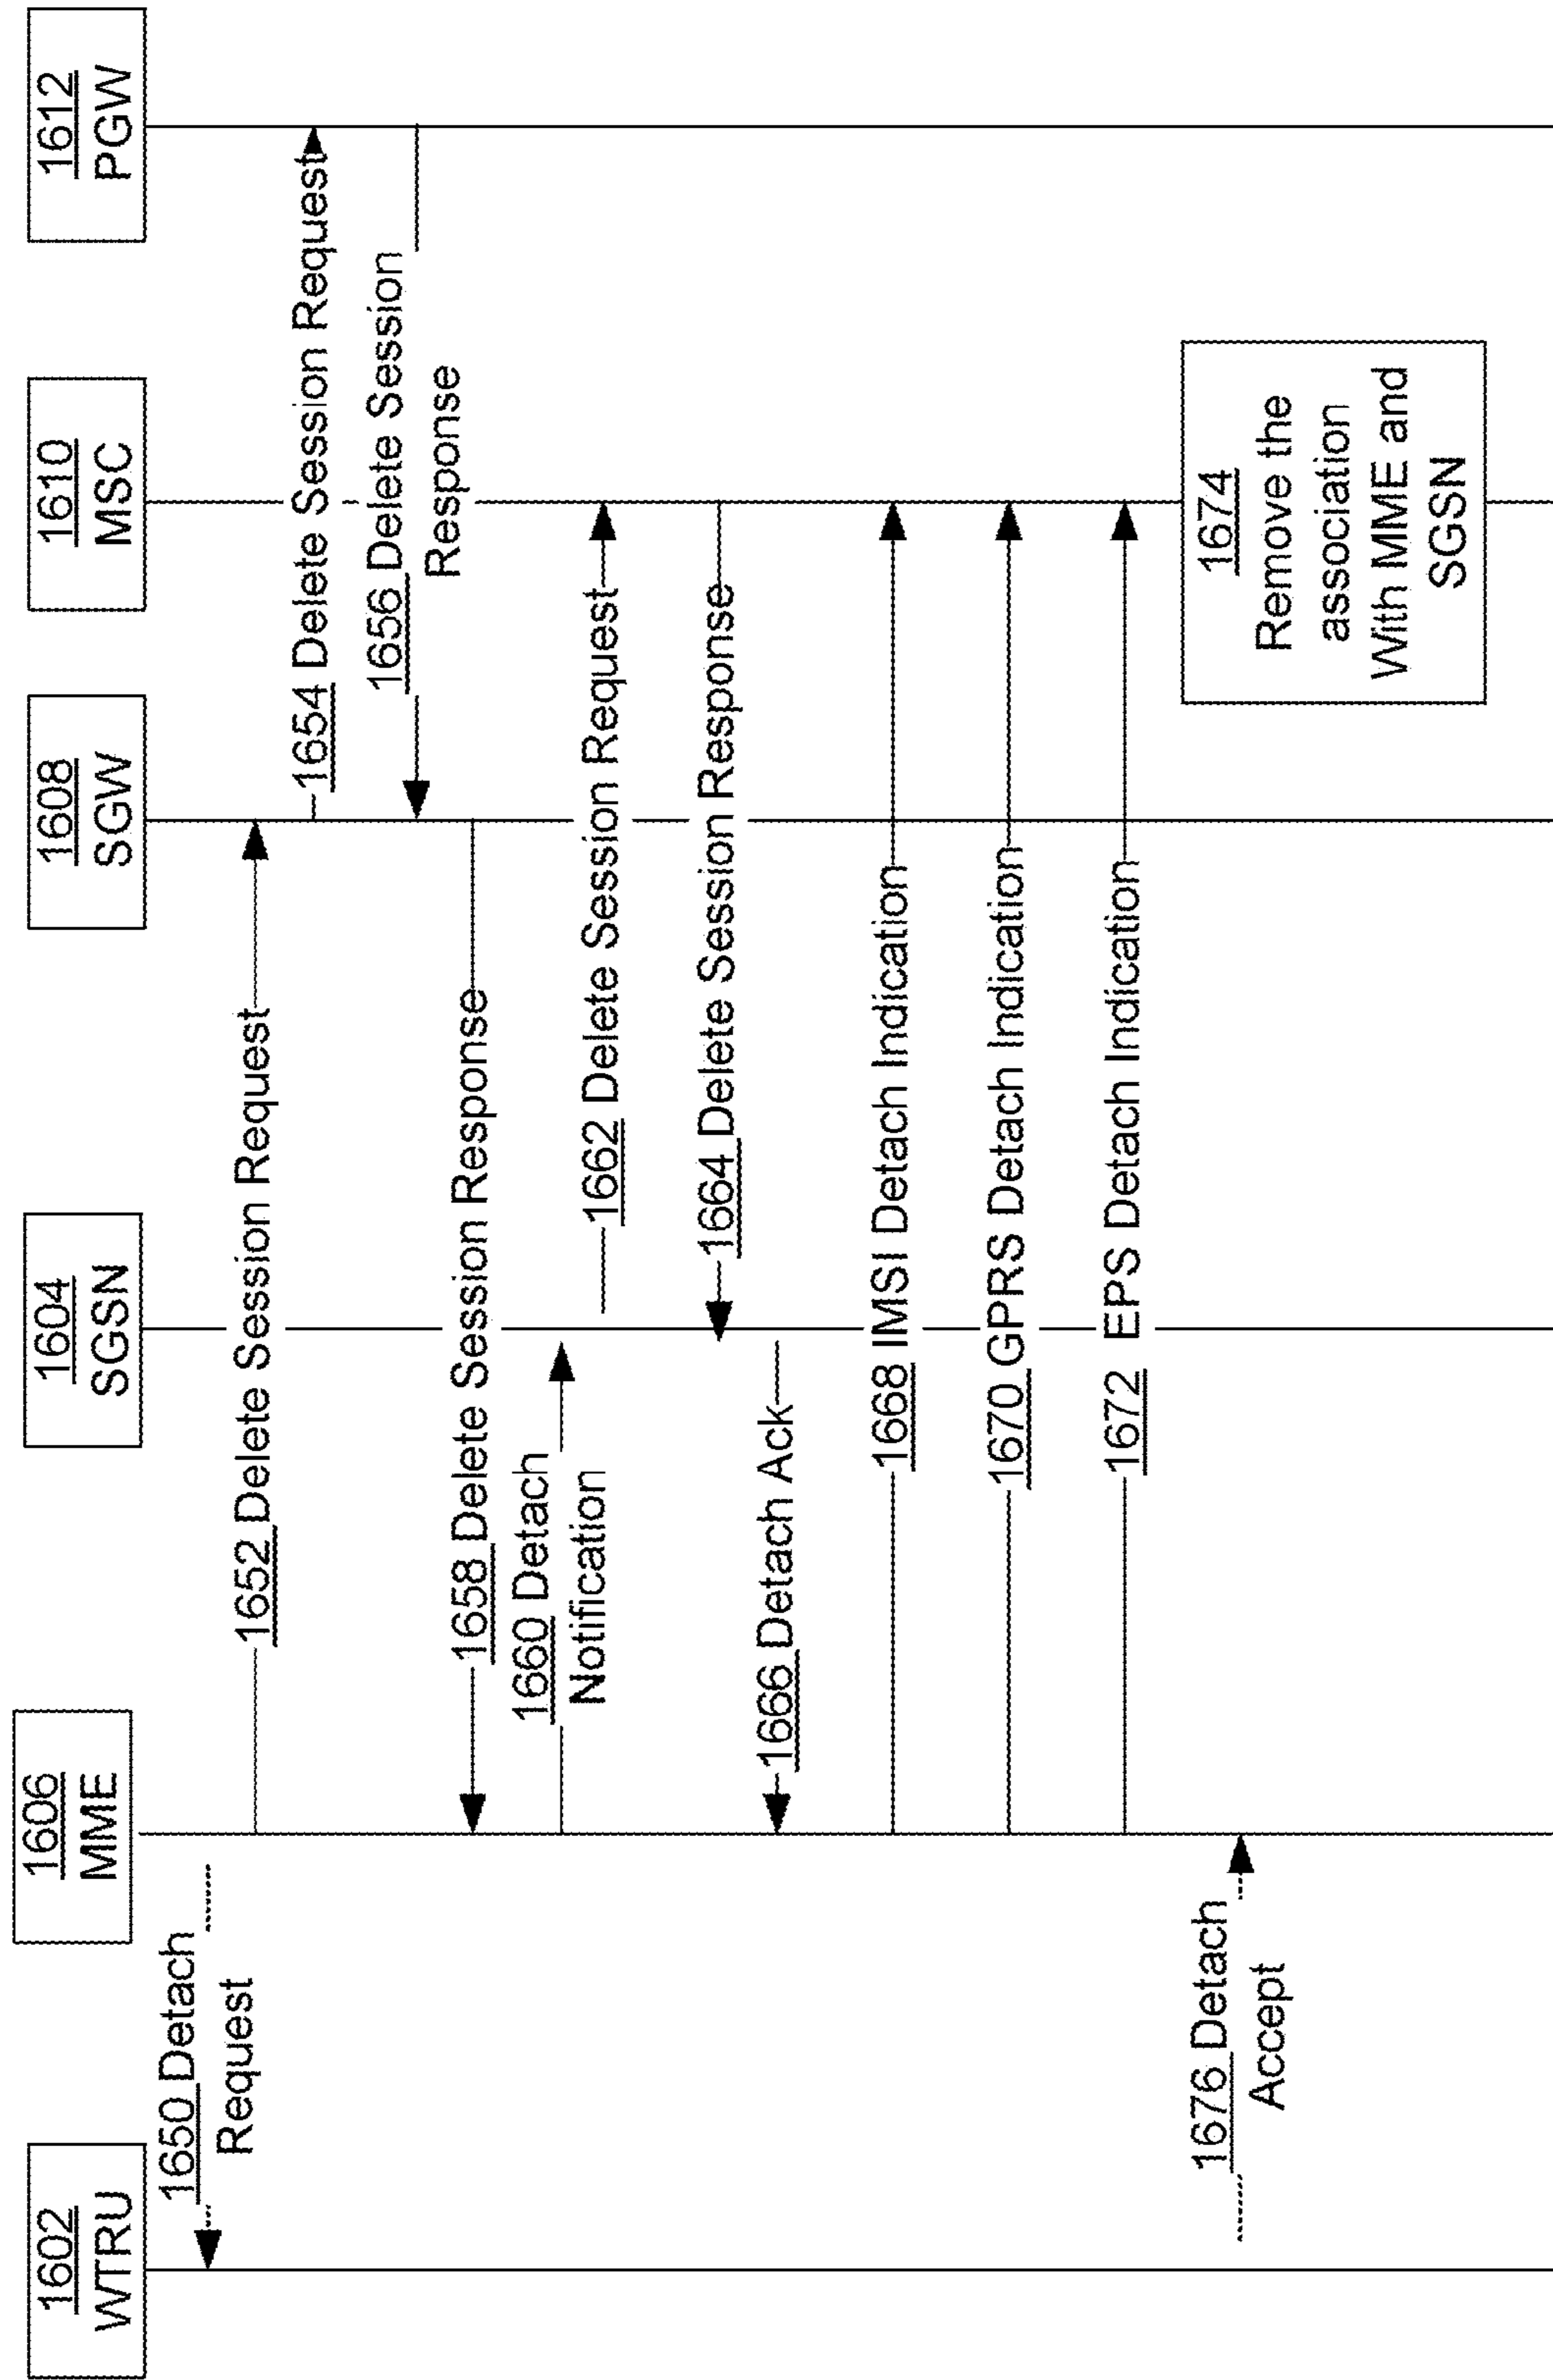 1602
WTRU
1606
MME
1604
SGSN
1608
SGW
1610
MSC
1612
PGW
1650 Detach
Request
1652 Delete Session Request
1654 Delete Session Request
1656 Delete Session
Response
1658 Delete Session Response
1660 Detach
Notification
1662 Delete Session Request
1664 Delete Session Response
1666 Detach Ack
1668 IMSI Detach Indication
1670 GPRS Detach Indication
1672 EPS Detach Indication
1674
Remove the
association
With MME and
SGSN
1676 Detach
Accept